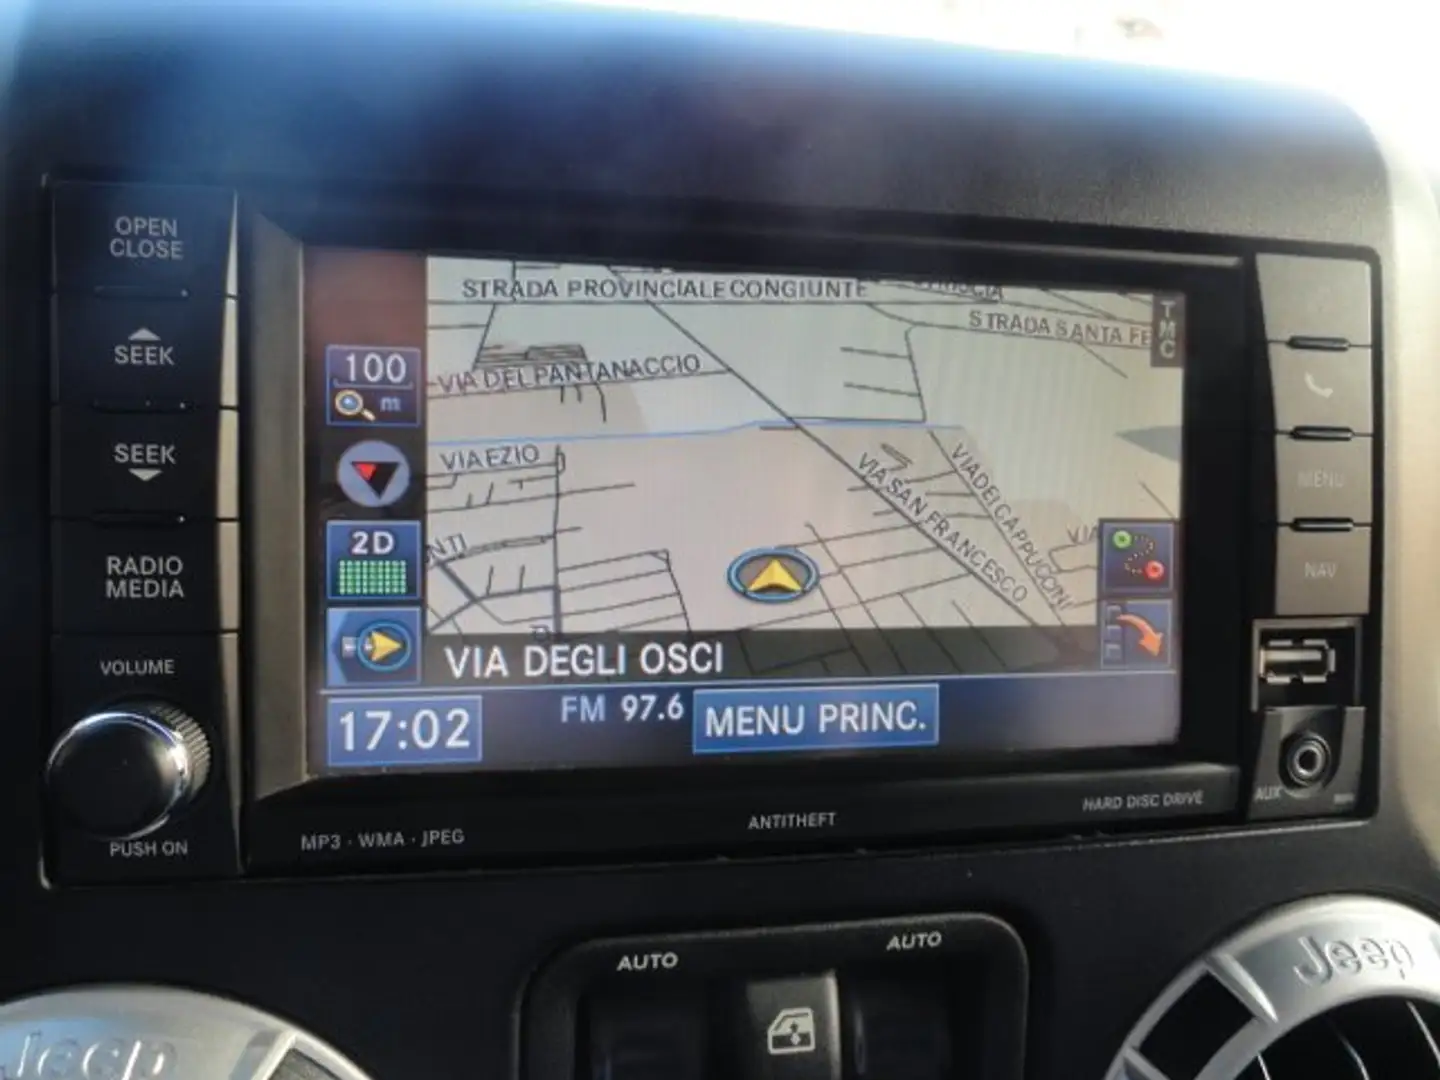 OPEN
CLOSE
SEEK
SEEK
RADIO
MEDIA
VOLUME
PUSH ON
STRADA PROVINCIALE CONGIUNTE
STRADA SANTA FE
TMC
100
m
VIA DEL PANTANACCIO
VIA EZIO
VIA SAN FRANCESCO
VIA DEI CAPPUCCINI
VIA
2D
NTI
VIA DEGLI OSCI
17:02
FM 97.6
MENU PRINC.
MENU
NAV
AUX
MP3 · WMA · JPEG
ANTITHEFT
HARD DISC DRIVE
AUTO
AUTO
Jeep
Jeep